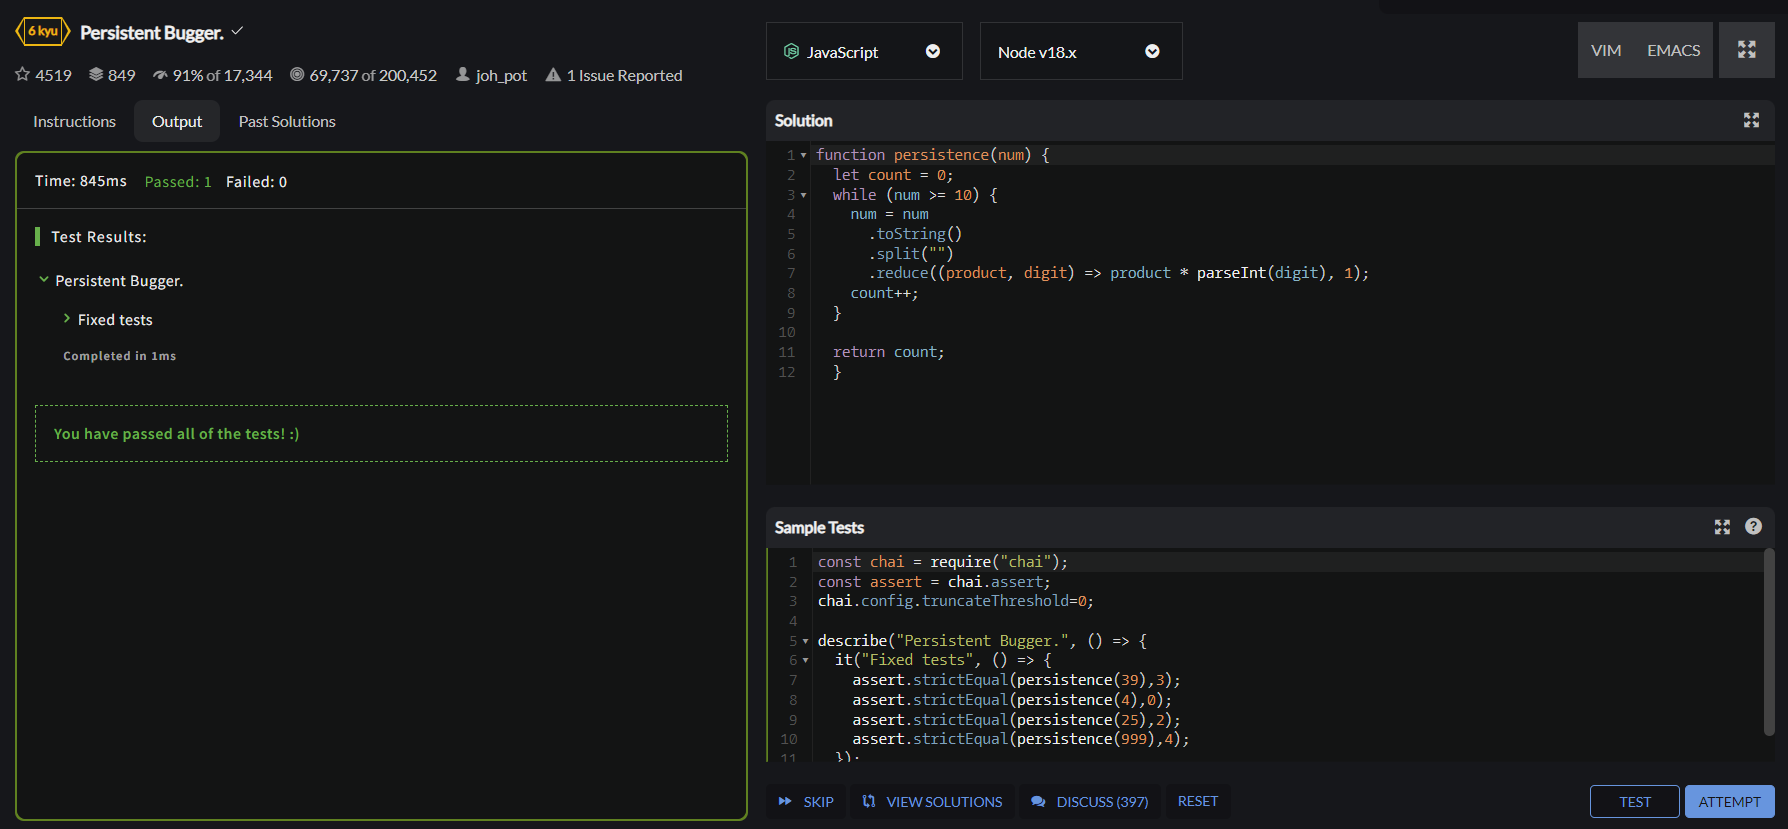 6 kyu Persistent Bugger.
4519 849 91% of 17,344 69,737 of 200,452 joh_pot 1 Issue Reported
Instructions Output Past Solutions
Time: 845ms Passed: 1 Failed: 0
Test Results:
Persistent Bugger.
Fixed tests
Completed in 1ms
You have passed all of the tests! :)
JavaScript Node v18.x VIM EMACS
Solution
1 function persistence(num) {
2 let count = 0;
3 while (num >= 10) {
4 num = num
5 .toString()
6 .split("")
7 .reduce((product, digit) => product * parseInt(digit), 1);
8 count++;
9 }
10
11 return count;
12 }
Sample Tests
1 const chai = require("chai");
2 const assert = chai.assert;
3 chai.config.truncateThreshold=0;
4
5 describe("Persistent Bugger.", () => {
6 it("Fixed tests", () => {
7 assert.strictEqual(persistence(39),3);
8 assert.strictEqual(persistence(4),0);
9 assert.strictEqual(persistence(25),2);
10 assert.strictEqual(persistence(999),4);
11 });
SKIP VIEW SOLUTIONS DISCUSS (397) RESET TEST ATTEMPT